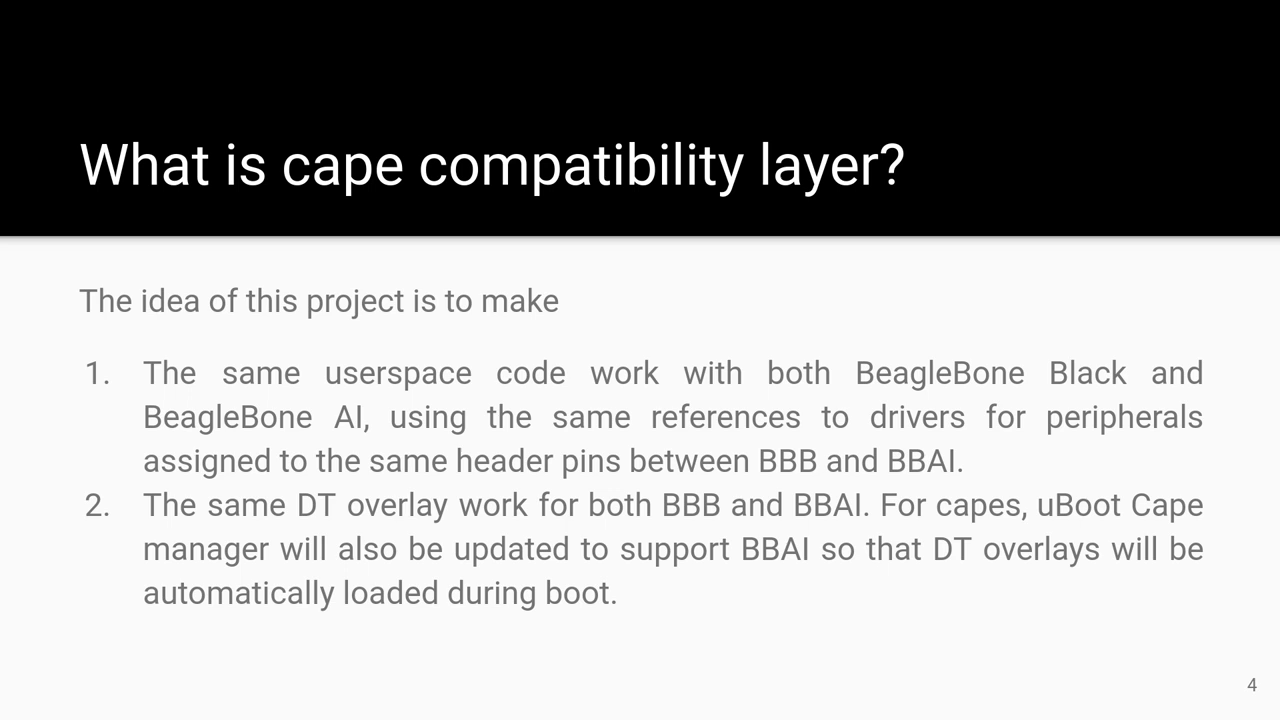 What is cape compatibility layer?
The idea of this project is to make
1. The same userspace code work with both BeagleBone Black and
BeagleBone AI, using the same references to drivers for peripherals
assigned to the same header pins between BBB and BBAI.
2. The same DT overlay work for both BBB and BBAI. For capes, uBoot Cape
manager will also be updated to support BBAI so that DT overlays will be
automatically loaded during boot.
4